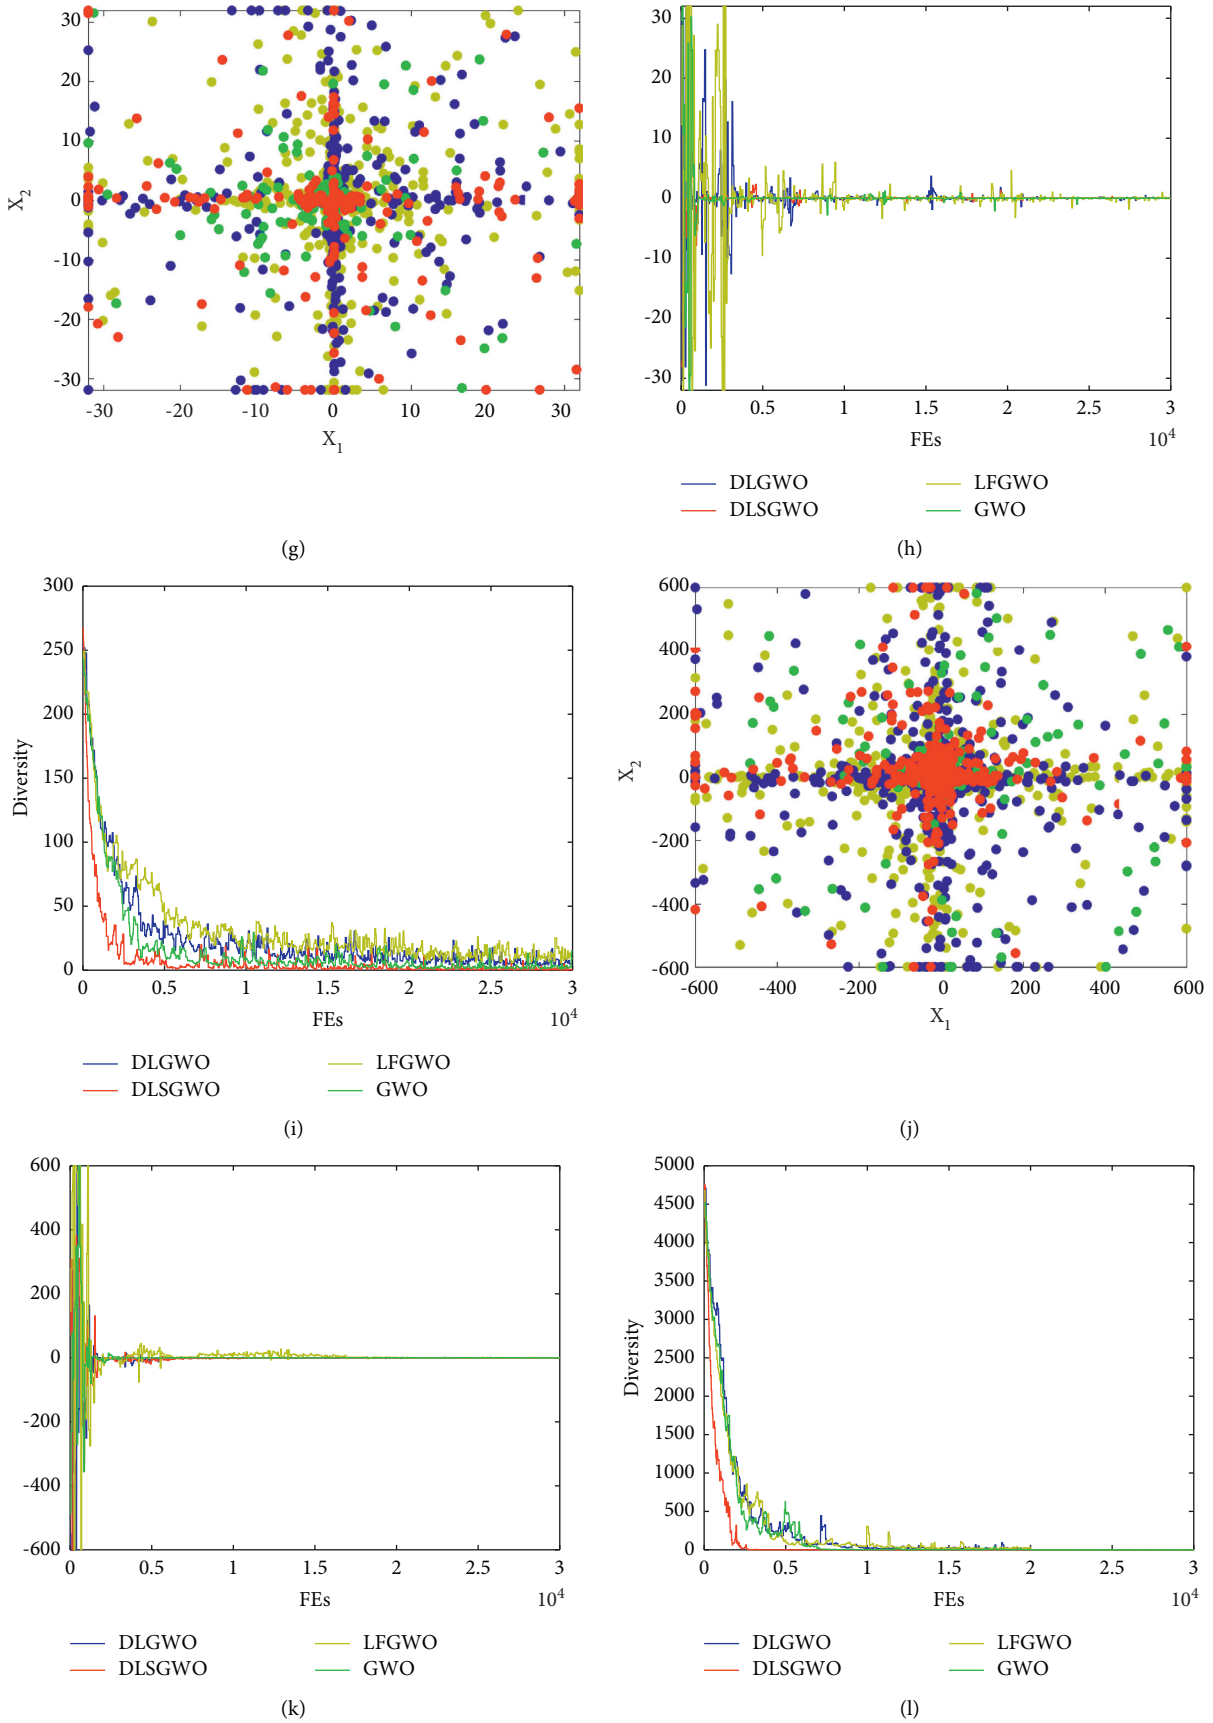 30
20
10
0
-10
-20
-30
-30 -20 -10 0 10 20 30
X2
X1
(g)
30
20
10
0
-10
-20
-30
0 0.5 1 1.5 2 2.5 3
FEs 10^4
DLGWO LFGWO
DLSGWO GWO
(h)
300
250
200
150
100
50
0
Diversity
0 0.5 1 1.5 2 2.5 3
FEs 10^4
DLGWO LFGWO
DLSGWO GWO
(i)
600
400
200
0
-200
-400
-600
X2
-600 -400 -200 0 200 400 600
X1
(j)
600
400
200
0
-200
-400
-600
0 0.5 1 1.5 2 2.5 3
FEs 10^4
DLGWO LFGWO
DLSGWO GWO
(k)
5000
4500
4000
3500
3000
2500
2000
1500
1000
500
0
Diversity
0 0.5 1 1.5 2 2.5 3
FEs 10^4
DLGWO LFGWO
DLSGWO GWO
(l)